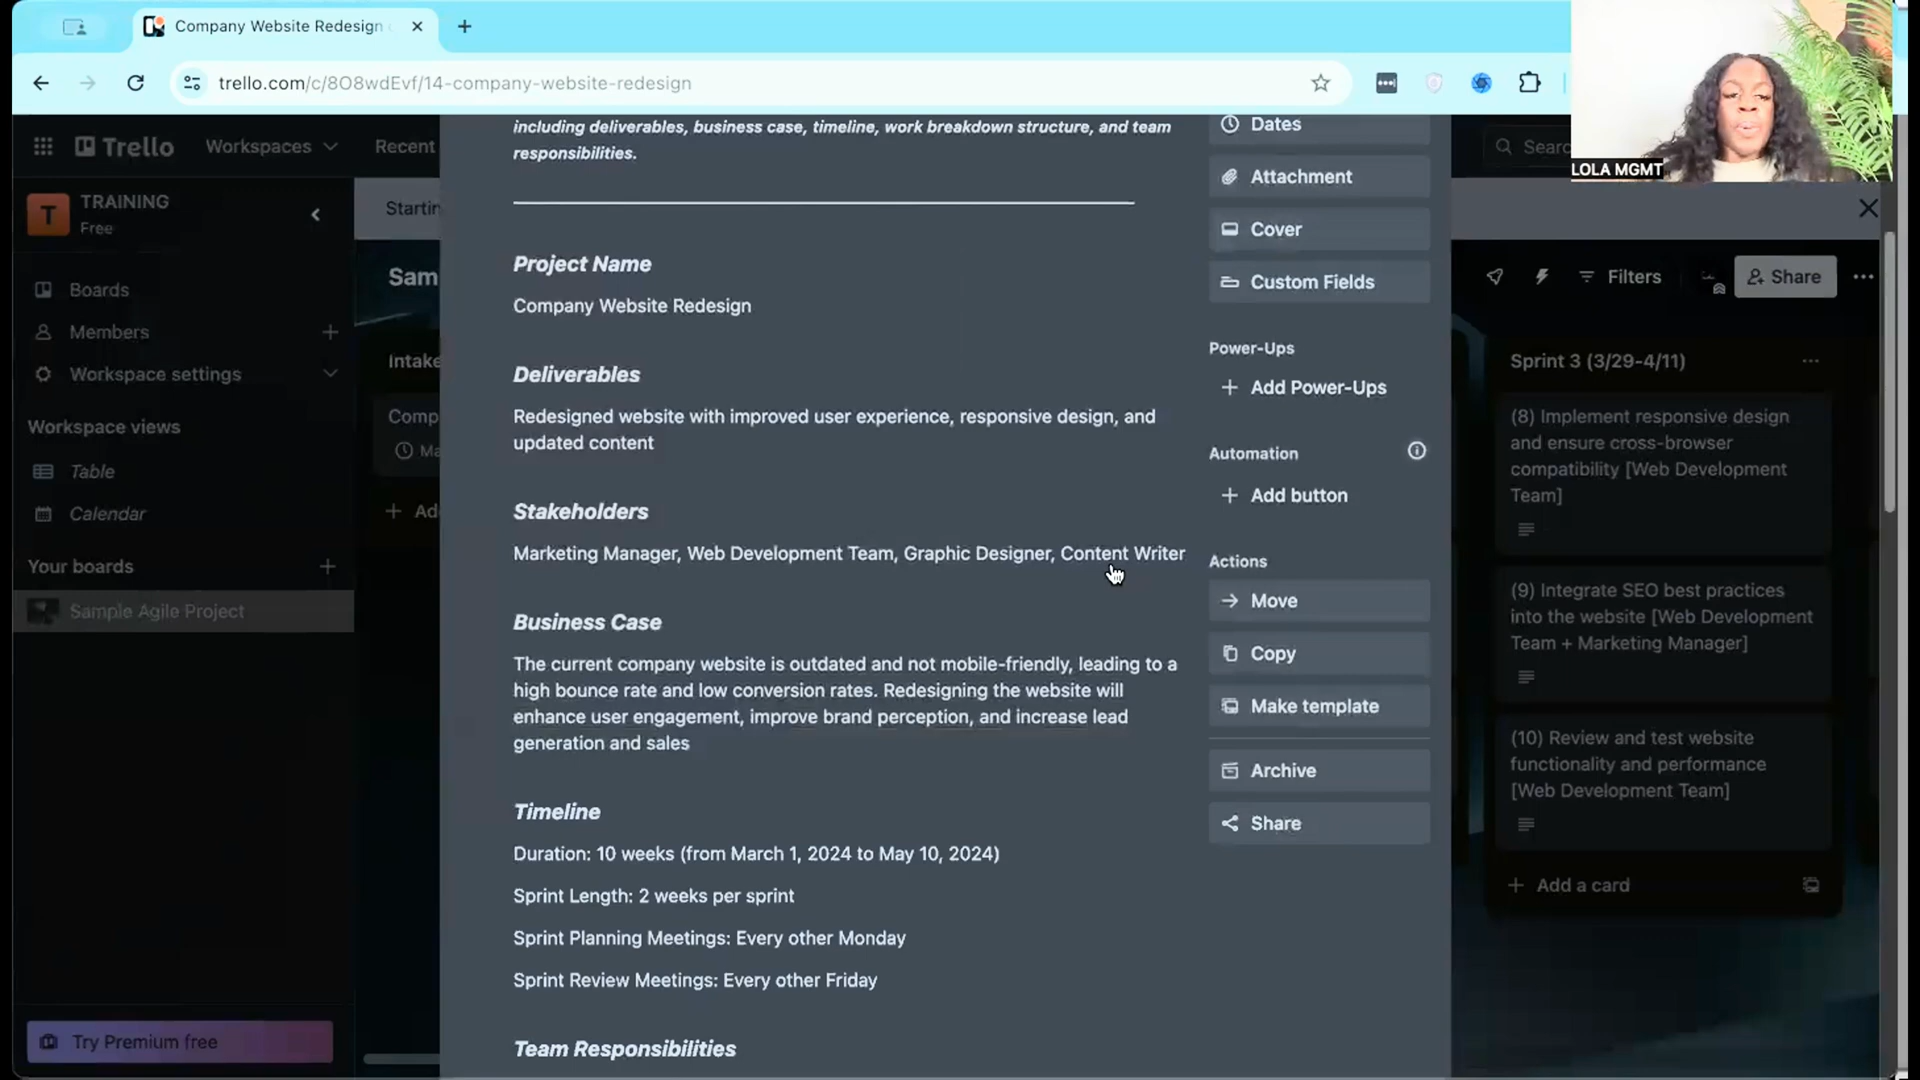 Company Website Redesign
trello.com/c/8O8wdEvf/14-company-website-redesign
LOLA MGMT
Trello
Workspaces
Recent
T
TRAINING
Free
Boards
Members
Workspace settings
Workspace views
Table
Calendar
Your boards
Sample Agile Project
Try Premium free
including deliverables, business case, timeline, work breakdown structure, and team
responsibilities.
Project Name
Company Website Redesign
Deliverables
Redesigned website with improved user experience, responsive design, and
updated content
Stakeholders
Marketing Manager, Web Development Team, Graphic Designer, Content Writer
Business Case
The current company website is outdated and not mobile-friendly, leading to a
high bounce rate and low conversion rates. Redesigning the website will
enhance user engagement, improve brand perception, and increase lead
generation and sales
Timeline
Duration: 10 weeks (from March 1, 2024 to May 10, 2024)
Sprint Length: 2 weeks per sprint
Sprint Planning Meetings: Every other Monday
Sprint Review Meetings: Every other Friday
Team Responsibilities
Dates
Attachment
Cover
Custom Fields
Power-Ups
Add Power-Ups
Automation
Add button
Actions
Move
Copy
Make template
Archive
Share
Filters
Share
Sprint 3 (3/29-4/11)
(8) Implement responsive design
and ensure cross-browser
compatibility [Web Development
Team]
(9) Integrate SEO best practices
into the website [Web Development
Team + Marketing Manager]
(10) Review and test website
functionality and performance
[Web Development Team]
Add a card